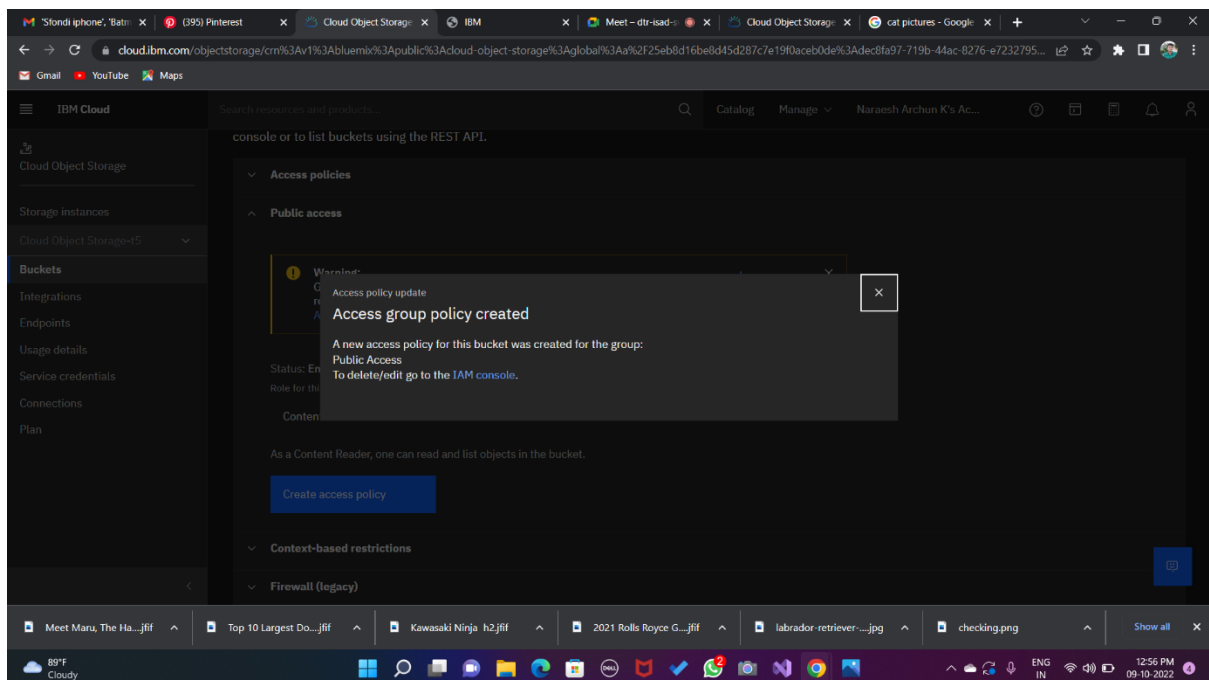 'Sfondi iphone', 'Batm
(395) Pinterest
Cloud Object Storage
IBM
Meet – dtr-isad-s
Cloud Object Storage
cat pictures - Google
cloud.ibm.com/objectstorage/crn%3Av1%3Abluemix%3Apublic%3Acloud-object-storage%3Aglobal%3Aa%2F25eb8d16be8d45d287c7e19f0aceb0de%3Adec8fa97-719b-44ac-8276-e7232795...
Gmail
YouTube
Maps
IBM Cloud
Search resources and products...
Catalog
Manage
Naraesh Archun K's Ac...
console or to list buckets using the REST API.
Cloud Object Storage
Access policies
Storage instances
Public access
Cloud Object Storage-t5
Buckets
Warning:
Integrations
Access policy update
Access group policy created
Endpoints
A new access policy for this bucket was created for the group:
Usage details
Public Access
Status: En
To delete/edit go to the IAM console.
Service credentials
Role for thi
Connections
Conten
Plan
As a Content Reader, one can read and list objects in the bucket.
Create access policy
Context-based restrictions
Firewall (legacy)
Meet Maru, The Ha....jfif
Top 10 Largest Do....jfif
Kawasaki Ninja h2.jfif
2021 Rolls Royce G....jfif
labrador-retriever-....jpg
checking.png
Show all
89°F
Cloudy
DELL
2
ENG
IN
12:56 PM
09-10-2022
4